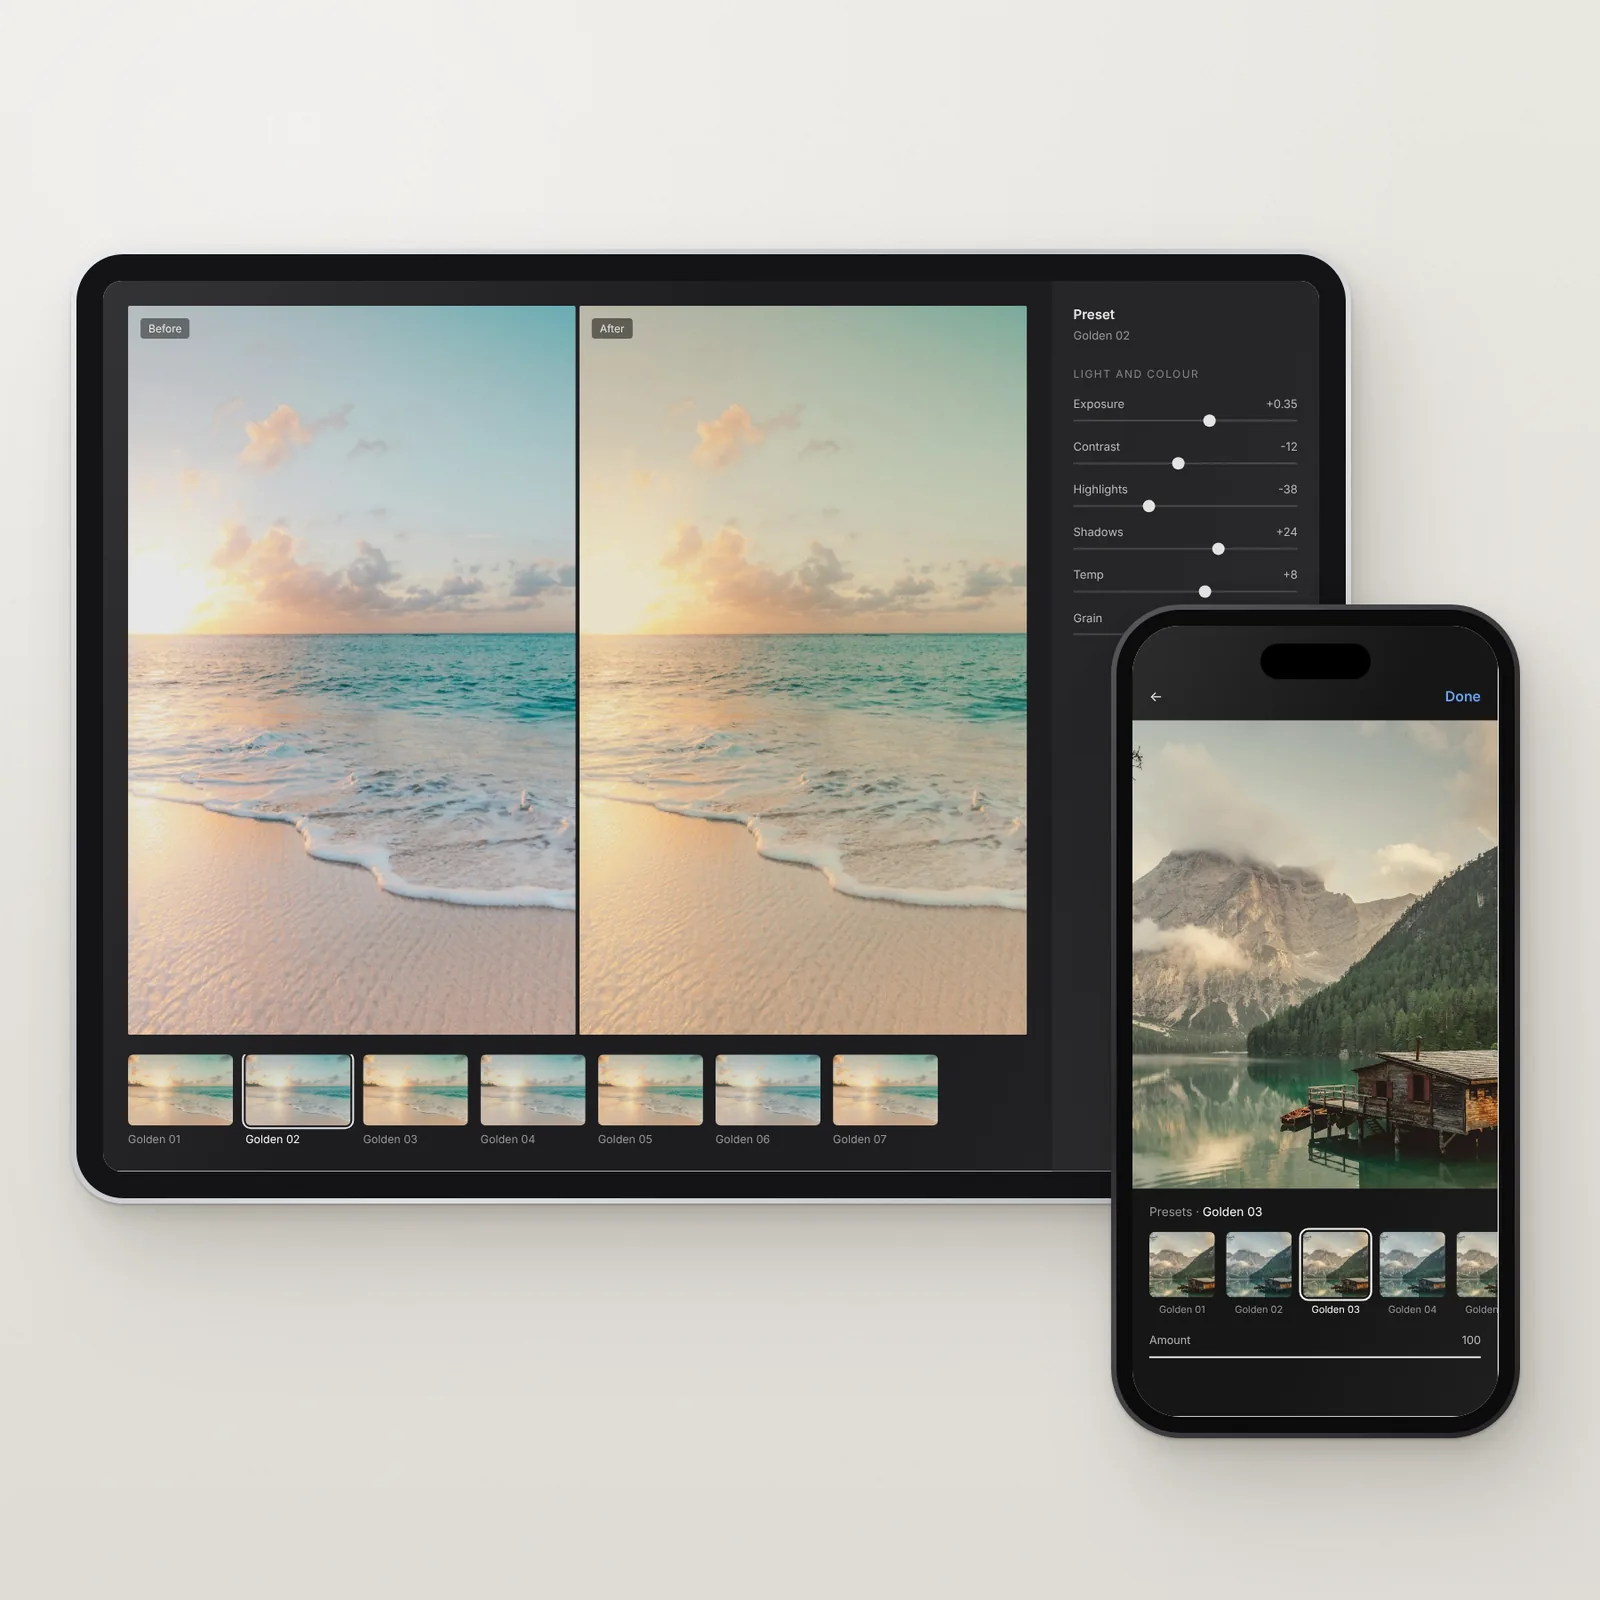 Before
After
Preset
Golden 02
LIGHT AND COLOUR
Exposure +0.35
Contrast -12
Highlights -38
Shadows +24
Temp +8
Grain
Golden 01 Golden 02 Golden 03 Golden 04 Golden 05 Golden 06 Golden 07
Done
Presets · Golden 03
Golden 01 Golden 02 Golden 03 Golden 04 Golden
Amount 100